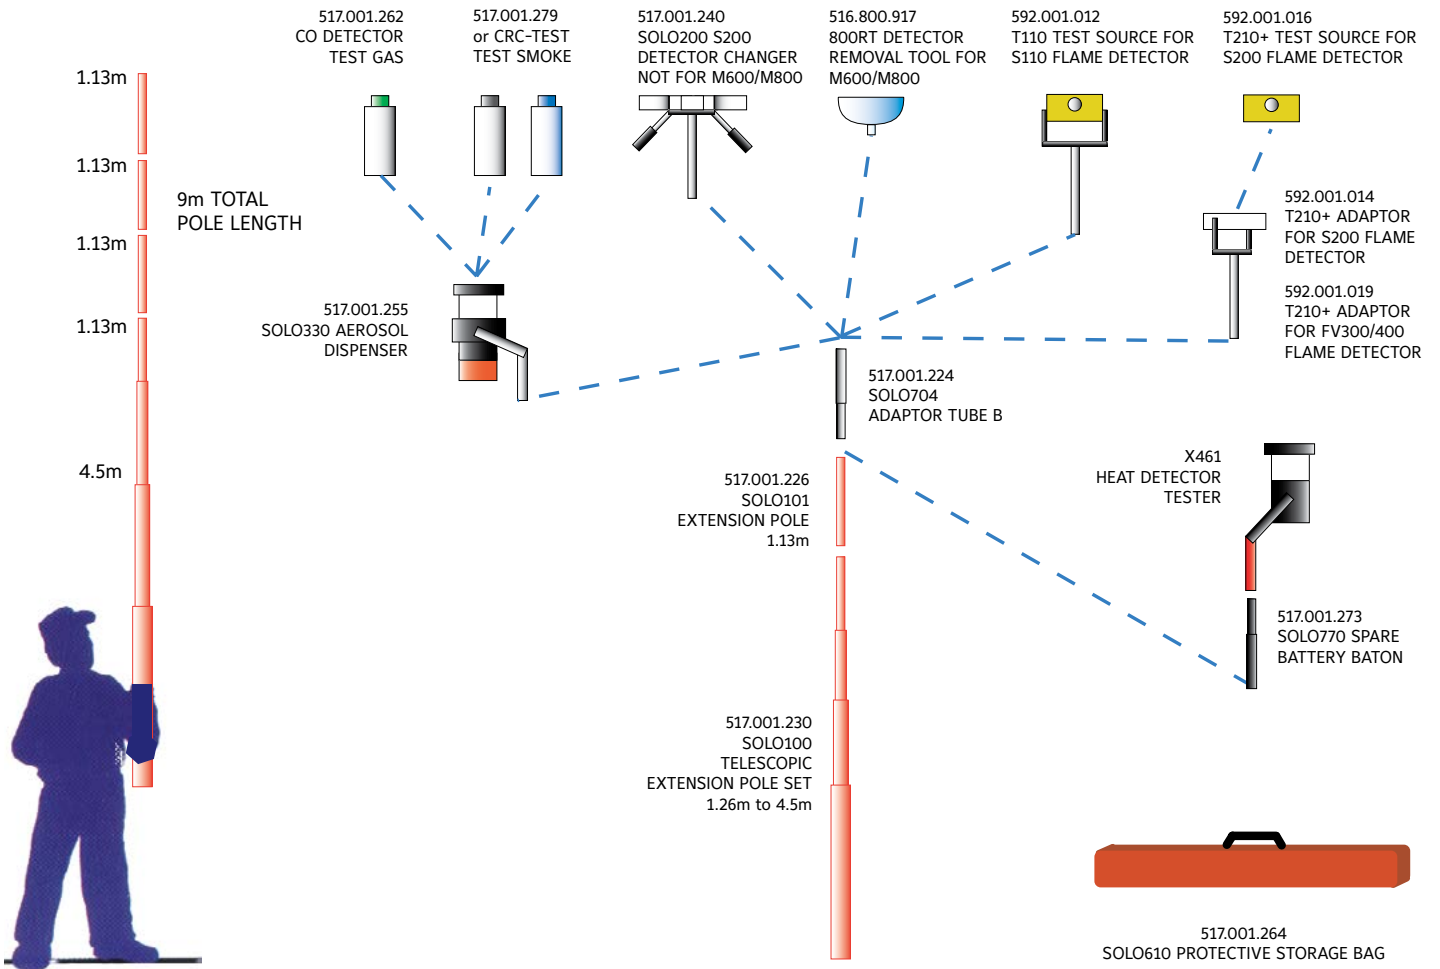 517.001.262
CO DETECTOR
TEST GAS
517.001.279
or CRC-TEST
TEST SMOKE
517.001.240
SOLO200 S200
DETECTOR CHANGER
NOT FOR M600/M800
516.800.917
800RT DETECTOR
REMOVAL TOOL FOR
M600/M800
592.001.012
T110 TEST SOURCE FOR
S110 FLAME DETECTOR
592.001.016
T210+ TEST SOURCE FOR
S200 FLAME DETECTOR
1.13m
1.13m
1.13m
1.13m
4.5m
9m TOTAL
POLE LENGTH
517.001.255
SOLO330 AEROSOL
DISPENSER
592.001.014
T210+ ADAPTOR
FOR S200 FLAME
DETECTOR
592.001.019
T210+ ADAPTOR
FOR FV300/400
FLAME DETECTOR
517.001.224
SOLO704
ADAPTOR TUBE B
517.001.226
SOLO101
EXTENSION POLE
1.13m
X461
HEAT DETECTOR
TESTER
517.001.273
SOLO770 SPARE
BATTERY BATON
517.001.230
SOLO100
TELESCOPIC
EXTENSION POLE SET
1.26m to 4.5m
517.001.264
SOLO610 PROTECTIVE STORAGE BAG